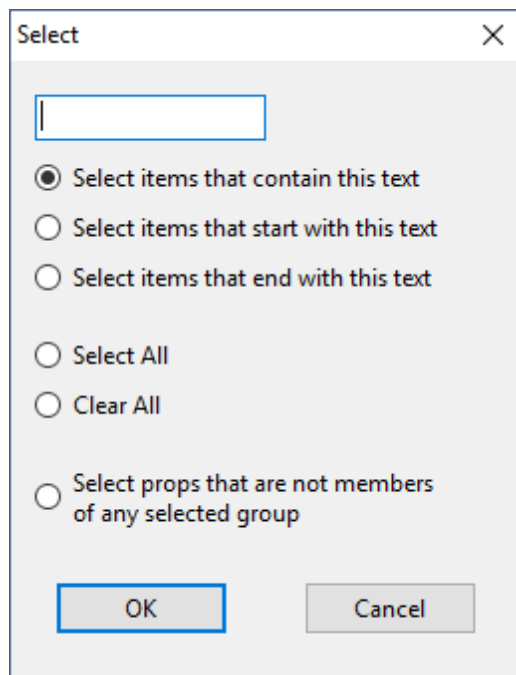 Select
Select items that contain this text
Select items that start with this text
Select items that end with this text
Select All
Clear All
Select props that are not members
of any selected group
OK
Cancel